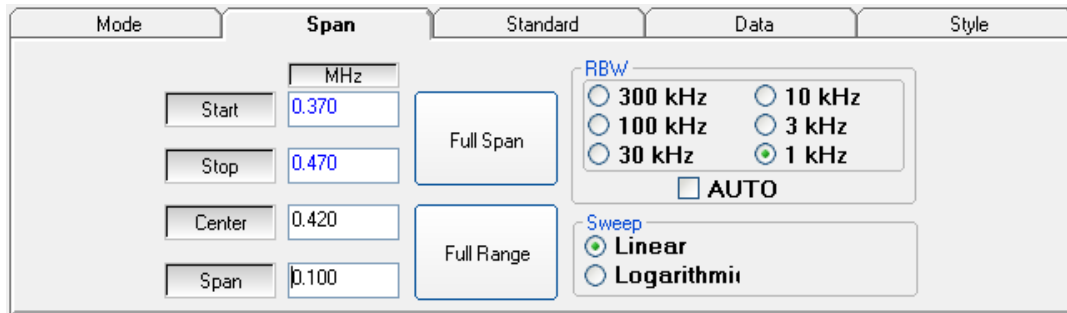 Mode Span Standard Data Style
MHz
Start 0.370
Stop 0.470
Center 0.420
Span 0.100
Full Span
Full Range
RBW
300 kHz 10 kHz
100 kHz 3 kHz
30 kHz 1 kHz
AUTO
Sweep
Linear
Logarithmi